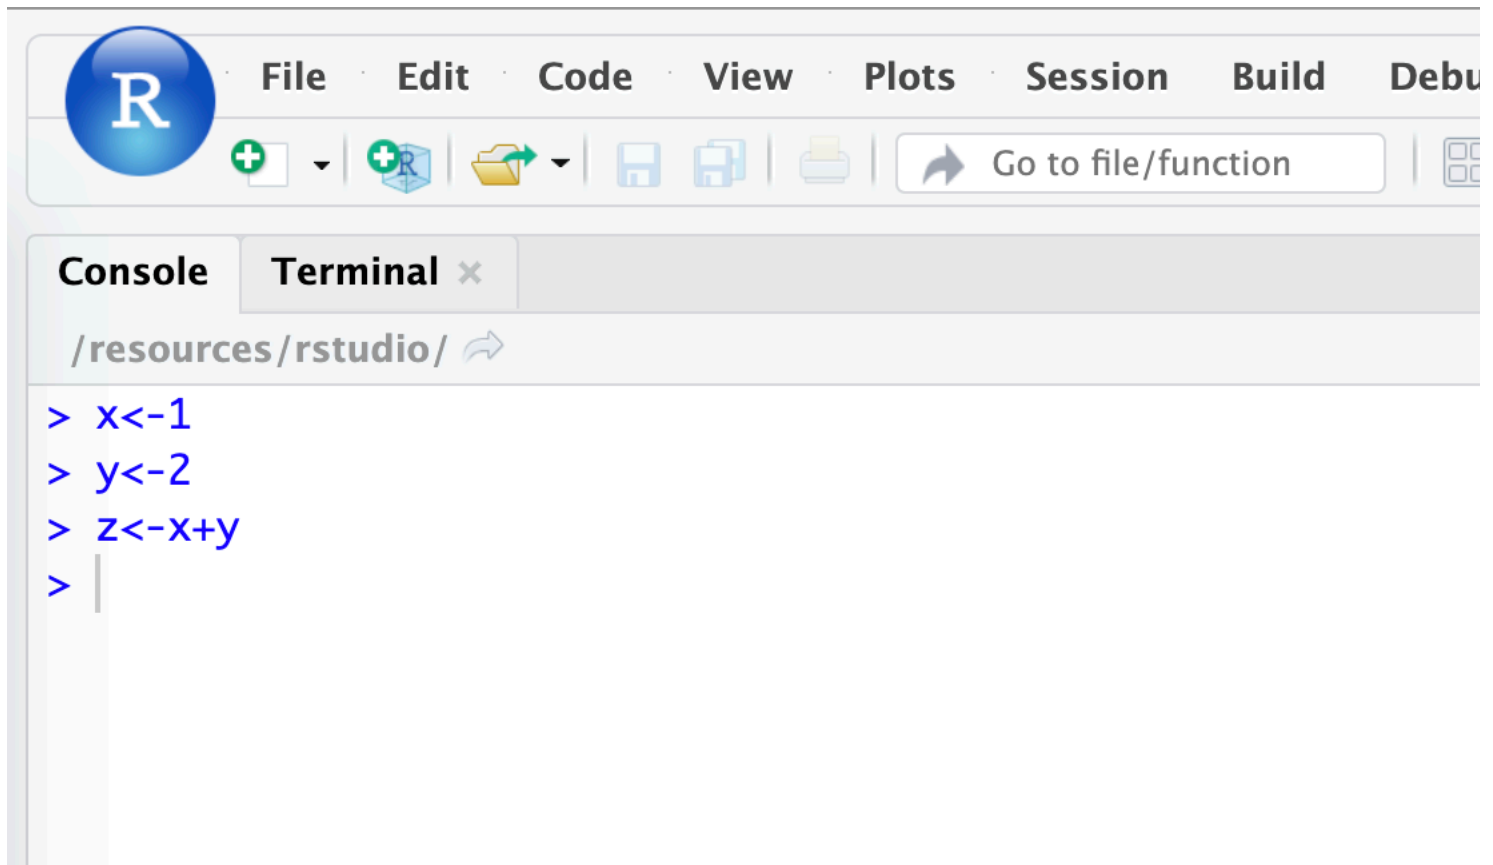 R File Edit Code View Plots Session Build Debu
R Go to file/function
Console Terminal ×
/resources/rstudio/
> x<-1
> y<-2
> z<-x+y
>